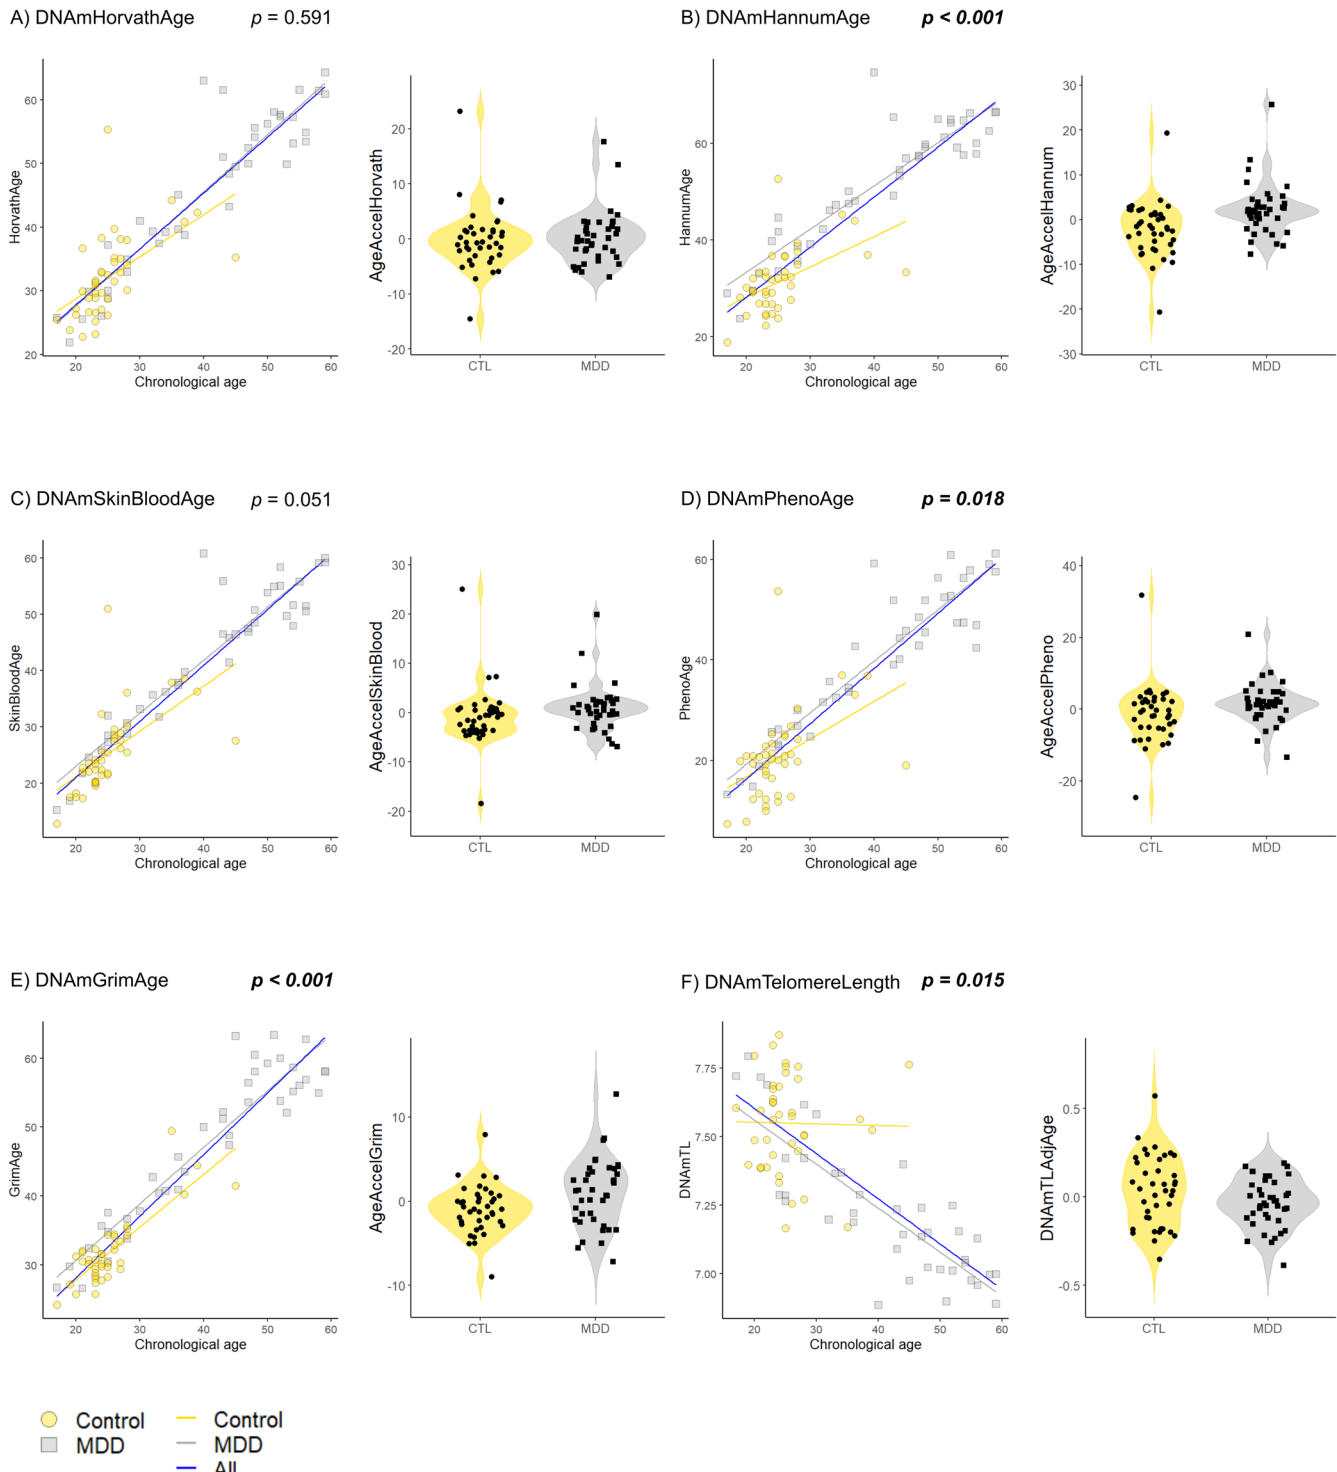 A) DNAmHorvathAge p = 0.591
HorvathAge
60
50
40
30
20
20 30 40 50 60
Chronological age
AgeAccelHorvath
20
10
0
-10
-20
CTL MDD
B) DNAmHannumAge p < 0.001
HannumAge
60
40
20
20 30 40 50 60
Chronological age
AgeAccelHannum
30
20
10
0
-10
-20
-30
CTL MDD
C) DNAmSkinBloodAge p = 0.051
SkinBloodAge
60
50
40
30
20
20 30 40 50 60
Chronological age
AgeAccelSkinBlood
30
20
10
0
-10
-20
CTL MDD
D) DNAmPhenoAge p = 0.018
PhenoAge
60
40
20
20 30 40 50 60
Chronological age
AgeAccelPheno
40
20
0
-20
CTL MDD
E) DNAmGrimAge p < 0.001
GrimAge
60
50
40
30
20 30 40 50 60
Chronological age
AgeAccelGrim
10
0
-10
CTL MDD
F) DNAmTelomereLength p = 0.015
DNAmTL
7.75
7.50
7.25
7.00
20 30 40 50 60
Chronological age
DNAmTLAdjAge
0.5
0.0
-0.5
CTL MDD
Control Control
MDD MDD
All